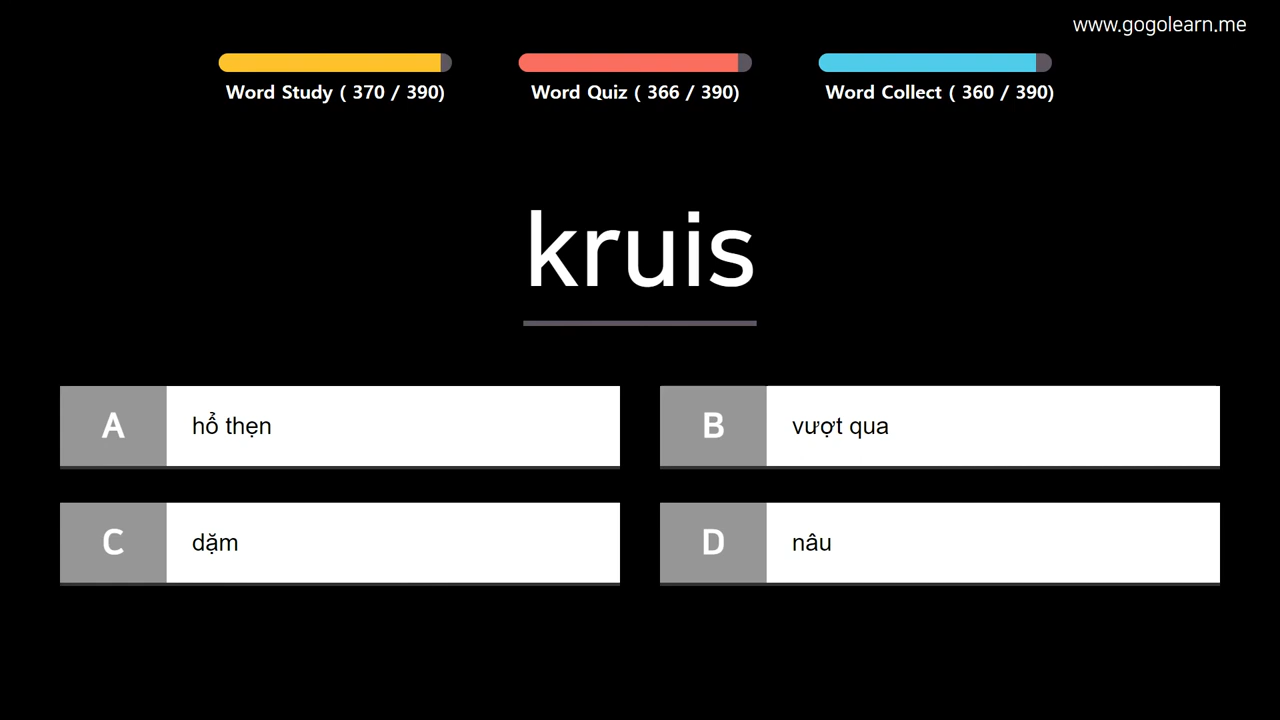 www.gogolearn.me
Word Study ( 370 / 390)
Word Quiz ( 366 / 390)
Word Collect ( 360 / 390)
kruis
A hổ thẹn
B vượt qua
C dặm
D nâu